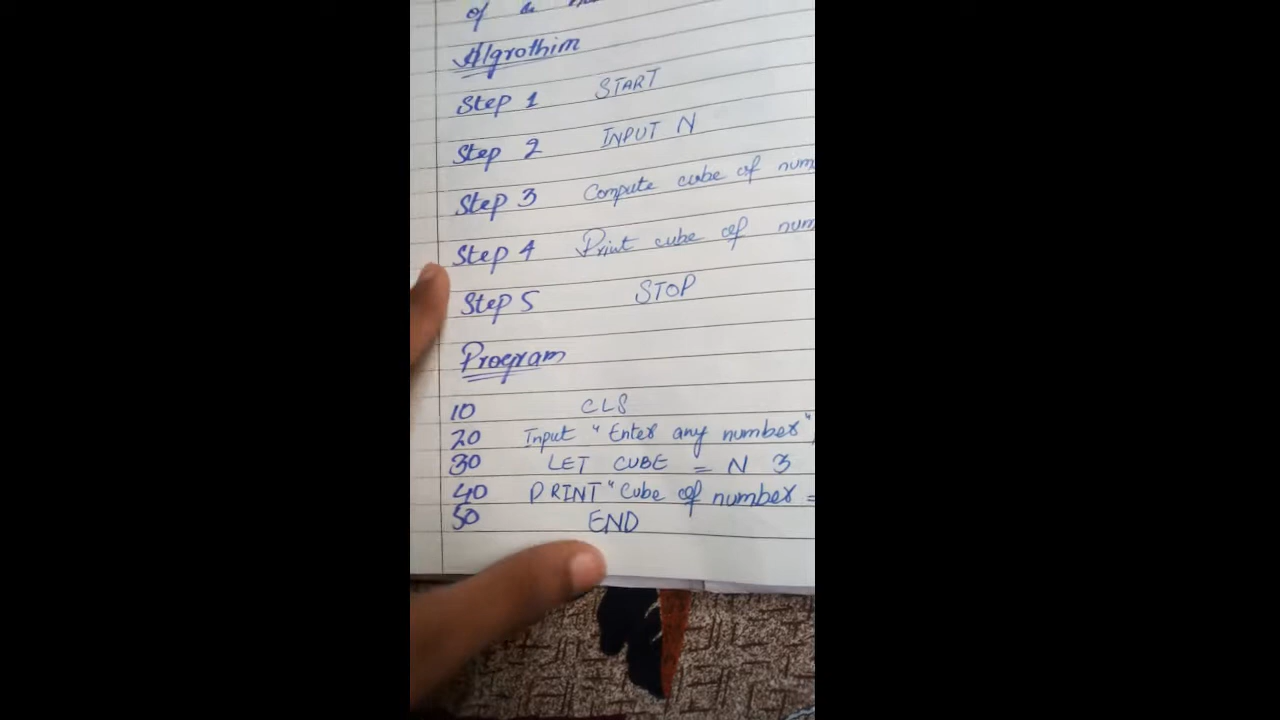 of a
Algrothim
Step 1 START
Step 2 INPUT N
Step 3 Compute cube of num
Step 4 Print cube of num
Step 5 STOP
Program
10 CLS
20 Input "Enter any number"
30 LET CUBE = N 3
40 PRINT "Cube of number =
50 END